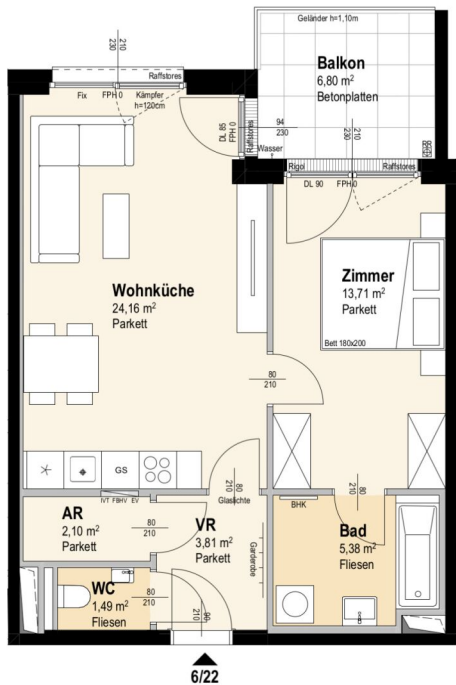 Geländer h=1,10m
Balkon
6,80 m²
Betonplatten
210
230
Raffstores
Fix
FPH 0
Kämpfer
h=120cm
DL 85
FPH 0
Raffstores
94
230
210
230
Wasser
Rigol
Raffstores
DL 90
FPH 0
Wohnküche
24,16 m²
Parkett
Zimmer
13,71 m²
Parkett
Bett 180x200
80
210
GS
IVT FBHV EV
80
210
Glaslichte
80
210
BHK
AR
2,10 m²
Parkett
80
210
VR
3,81 m²
Parkett
Garderobe
Bad
5,38 m²
Fliesen
WC
1,49 m²
Fliesen
80
210
90
210
6/22